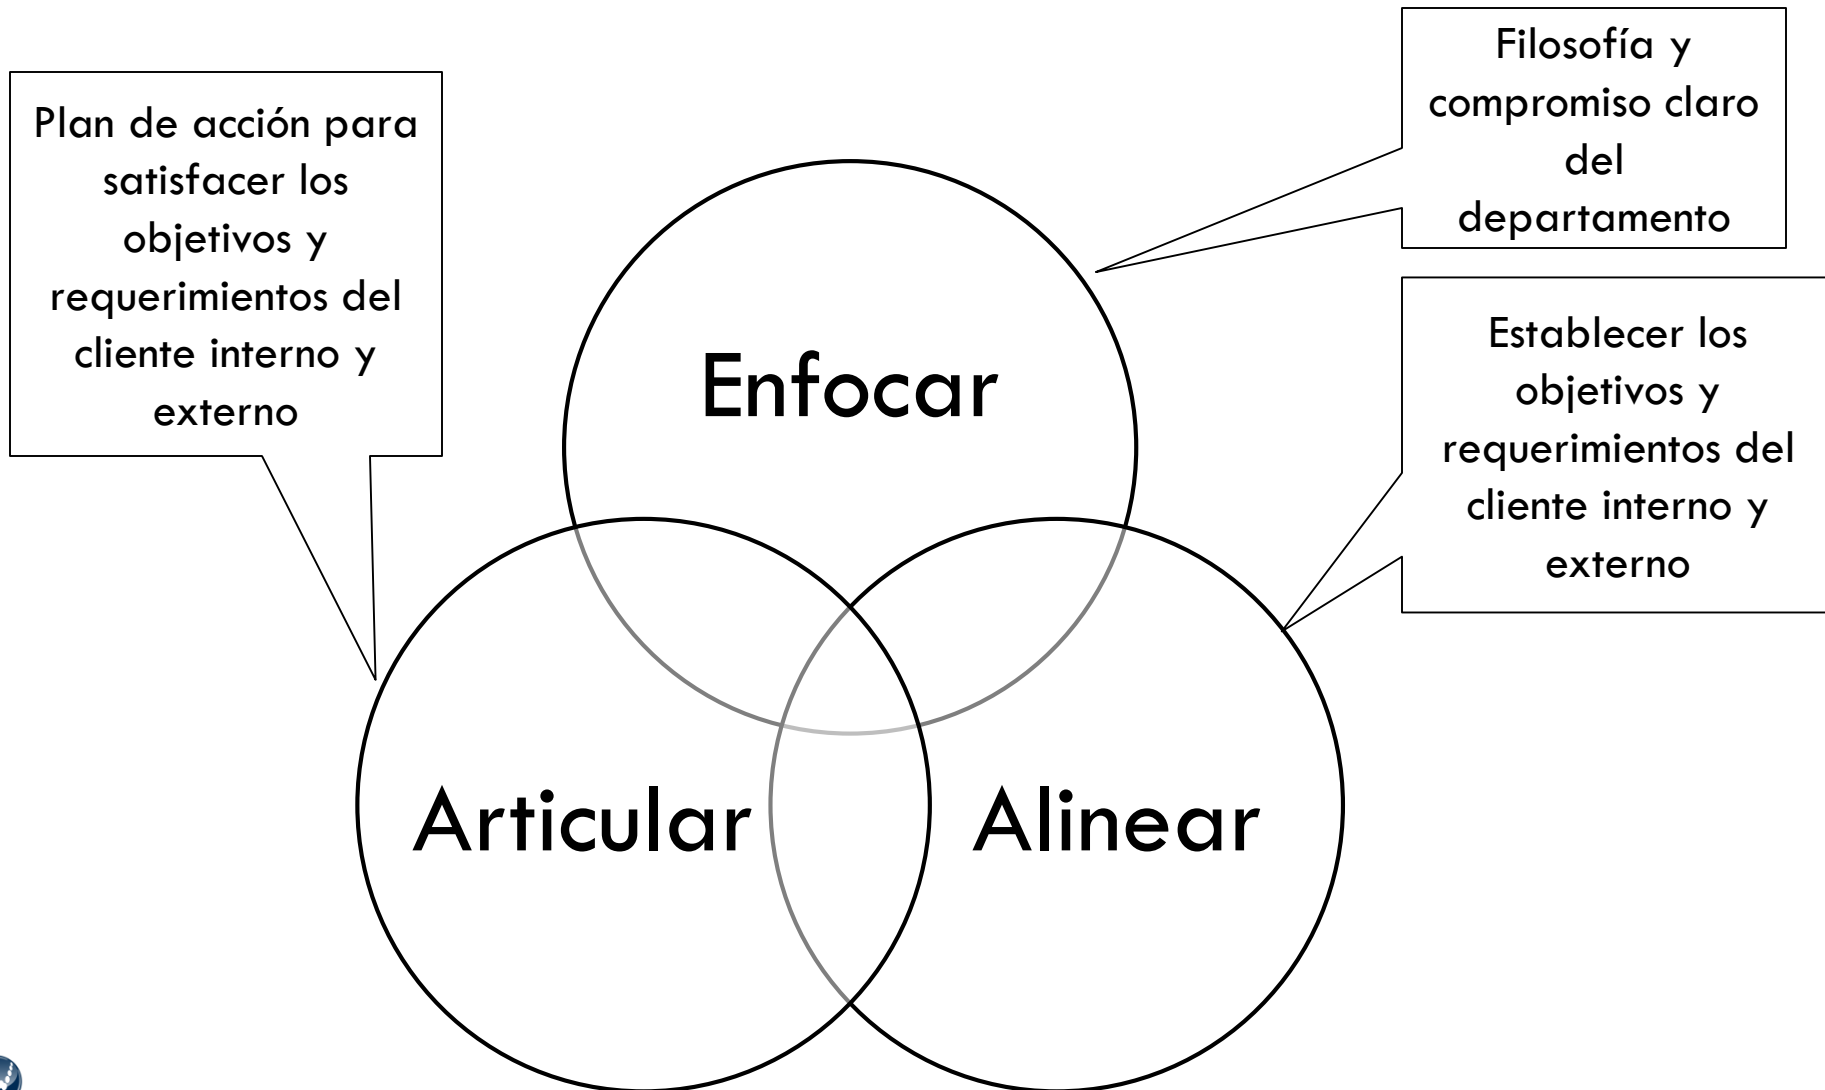 Filosofía y
compromiso claro
del
departamento
Plan de acción para
satisfacer los
objetivos y
requerimientos del
cliente interno y
externo
Establecer los
objetivos y
requerimientos del
cliente interno y
externo
Enfocar
Articular
Alinear